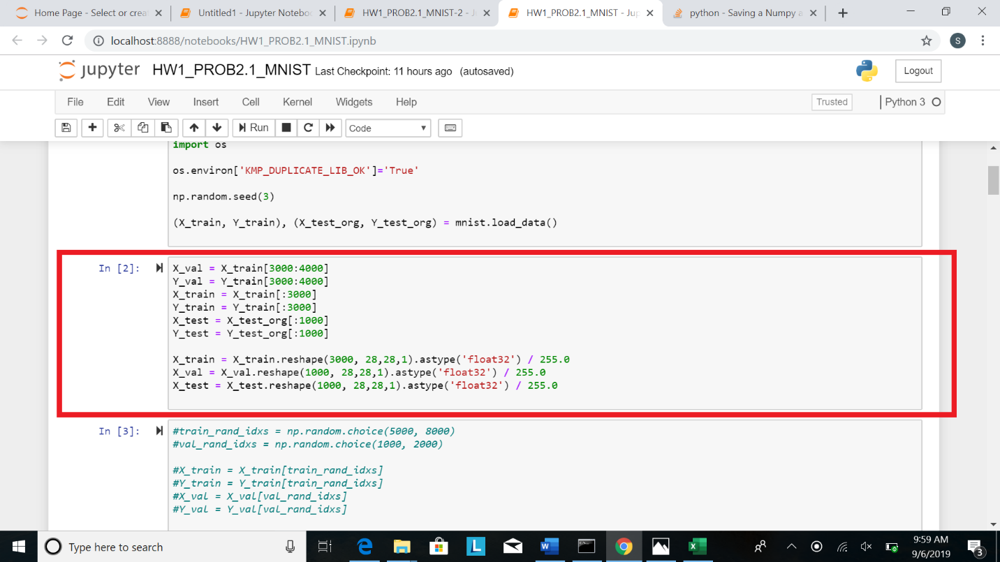 Home Page - Select or crea
Untitled1 - Jupyter Notebo
HW1_PROB2.1_MNIST-2 - J
HW1_PROB2.1_MNIST - Jup
python - Saving a Numpy a
localhost:8888/notebooks/HW1_PROB2.1_MNIST.ipynb
S
jupyter HW1_PROB2.1_MNIST Last Checkpoint: 11 hours ago (autosaved)
Logout
File Edit View Insert Cell Kernel Widgets Help
Trusted
Python 3
Run
Code
import os
os.environ['KMP_DUPLICATE_LIB_OK']='True'
np.random.seed(3)
(X_train, Y_train), (X_test_org, Y_test_org) = mnist.load_data()
In [2]:
X_val = X_train[3000:4000]
Y_val = Y_train[3000:4000]
X_train = X_train[:3000]
Y_train = Y_train[:3000]
X_test = X_test_org[:1000]
Y_test = Y_test_org[:1000]
X_train = X_train.reshape(3000, 28,28,1).astype('float32') / 255.0
X_val = X_val.reshape(1000, 28,28,1).astype('float32') / 255.0
X_test = X_test.reshape(1000, 28,28,1).astype('float32') / 255.0
In [3]:
#train_rand_idxs = np.random.choice(5000, 8000)
#val_rand_idxs = np.random.choice(1000, 2000)
#X_train = X_train[train_rand_idxs]
#Y_train = Y_train[train_rand_idxs]
#X_val = X_val[val_rand_idxs]
#Y_val = Y_val[val_rand_idxs]
Type here to search
9:59 AM
9/6/2019
3